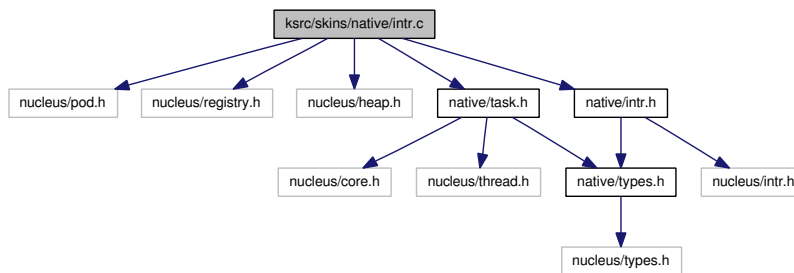 ksrc/skins/native/intr.c
nucleus/pod.h
nucleus/registry.h
nucleus/heap.h
native/task.h
native/intr.h
nucleus/core.h
nucleus/thread.h
native/types.h
nucleus/intr.h
nucleus/types.h